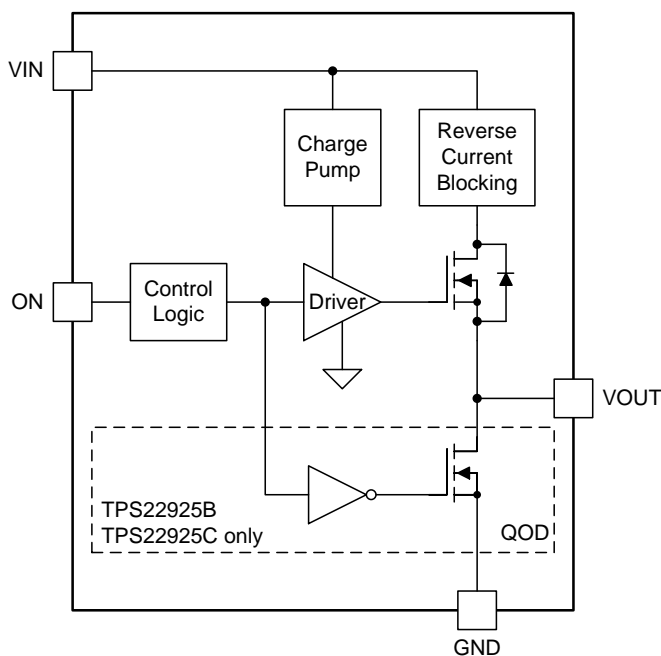 VIN
Charge
Pump
Reverse
Current
Blocking
ON
Control
Logic
Driver
VOUT
TPS22925B
TPS22925C only
QOD
GND